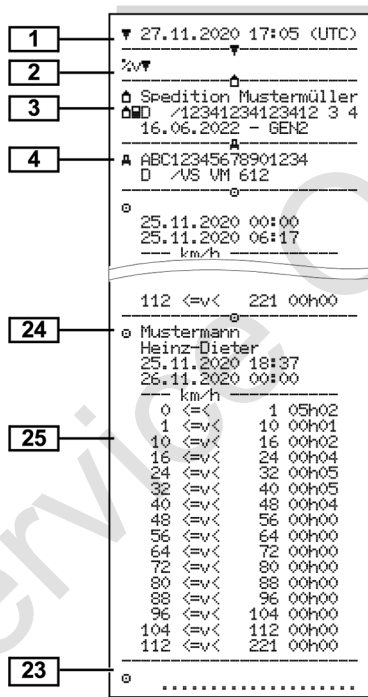 1
▼ 27.11.2020 17:05 (UTC)
2
%v▼
3
Spedition Mustermüller
D /12341234123412 3 4
16.06.2022 - GEN2
4
A ABC12345678901234
D /VS VM 612
25.11.2020 00:00
25.11.2020 06:17
--- km/h
112 <=v< 221 00h00
24
Mustermann
Heinz-Dieter
25.11.2020 18:37
26.11.2020 00:00
--- km/h
0 <=< 1 05h02
1 <=v< 10 00h01
25
10 <=v< 16 00h02
16 <=v< 24 00h04
24 <=v< 32 00h05
32 <=v< 40 00h05
40 <=v< 48 00h04
48 <=v< 56 00h00
56 <=v< 64 00h00
64 <=v< 72 00h00
72 <=v< 80 00h00
80 <=v< 88 00h00
88 <=v< 96 00h00
96 <=v< 104 00h00
104 <=v< 112 00h00
112 <=v< 221 00h00
23
....................